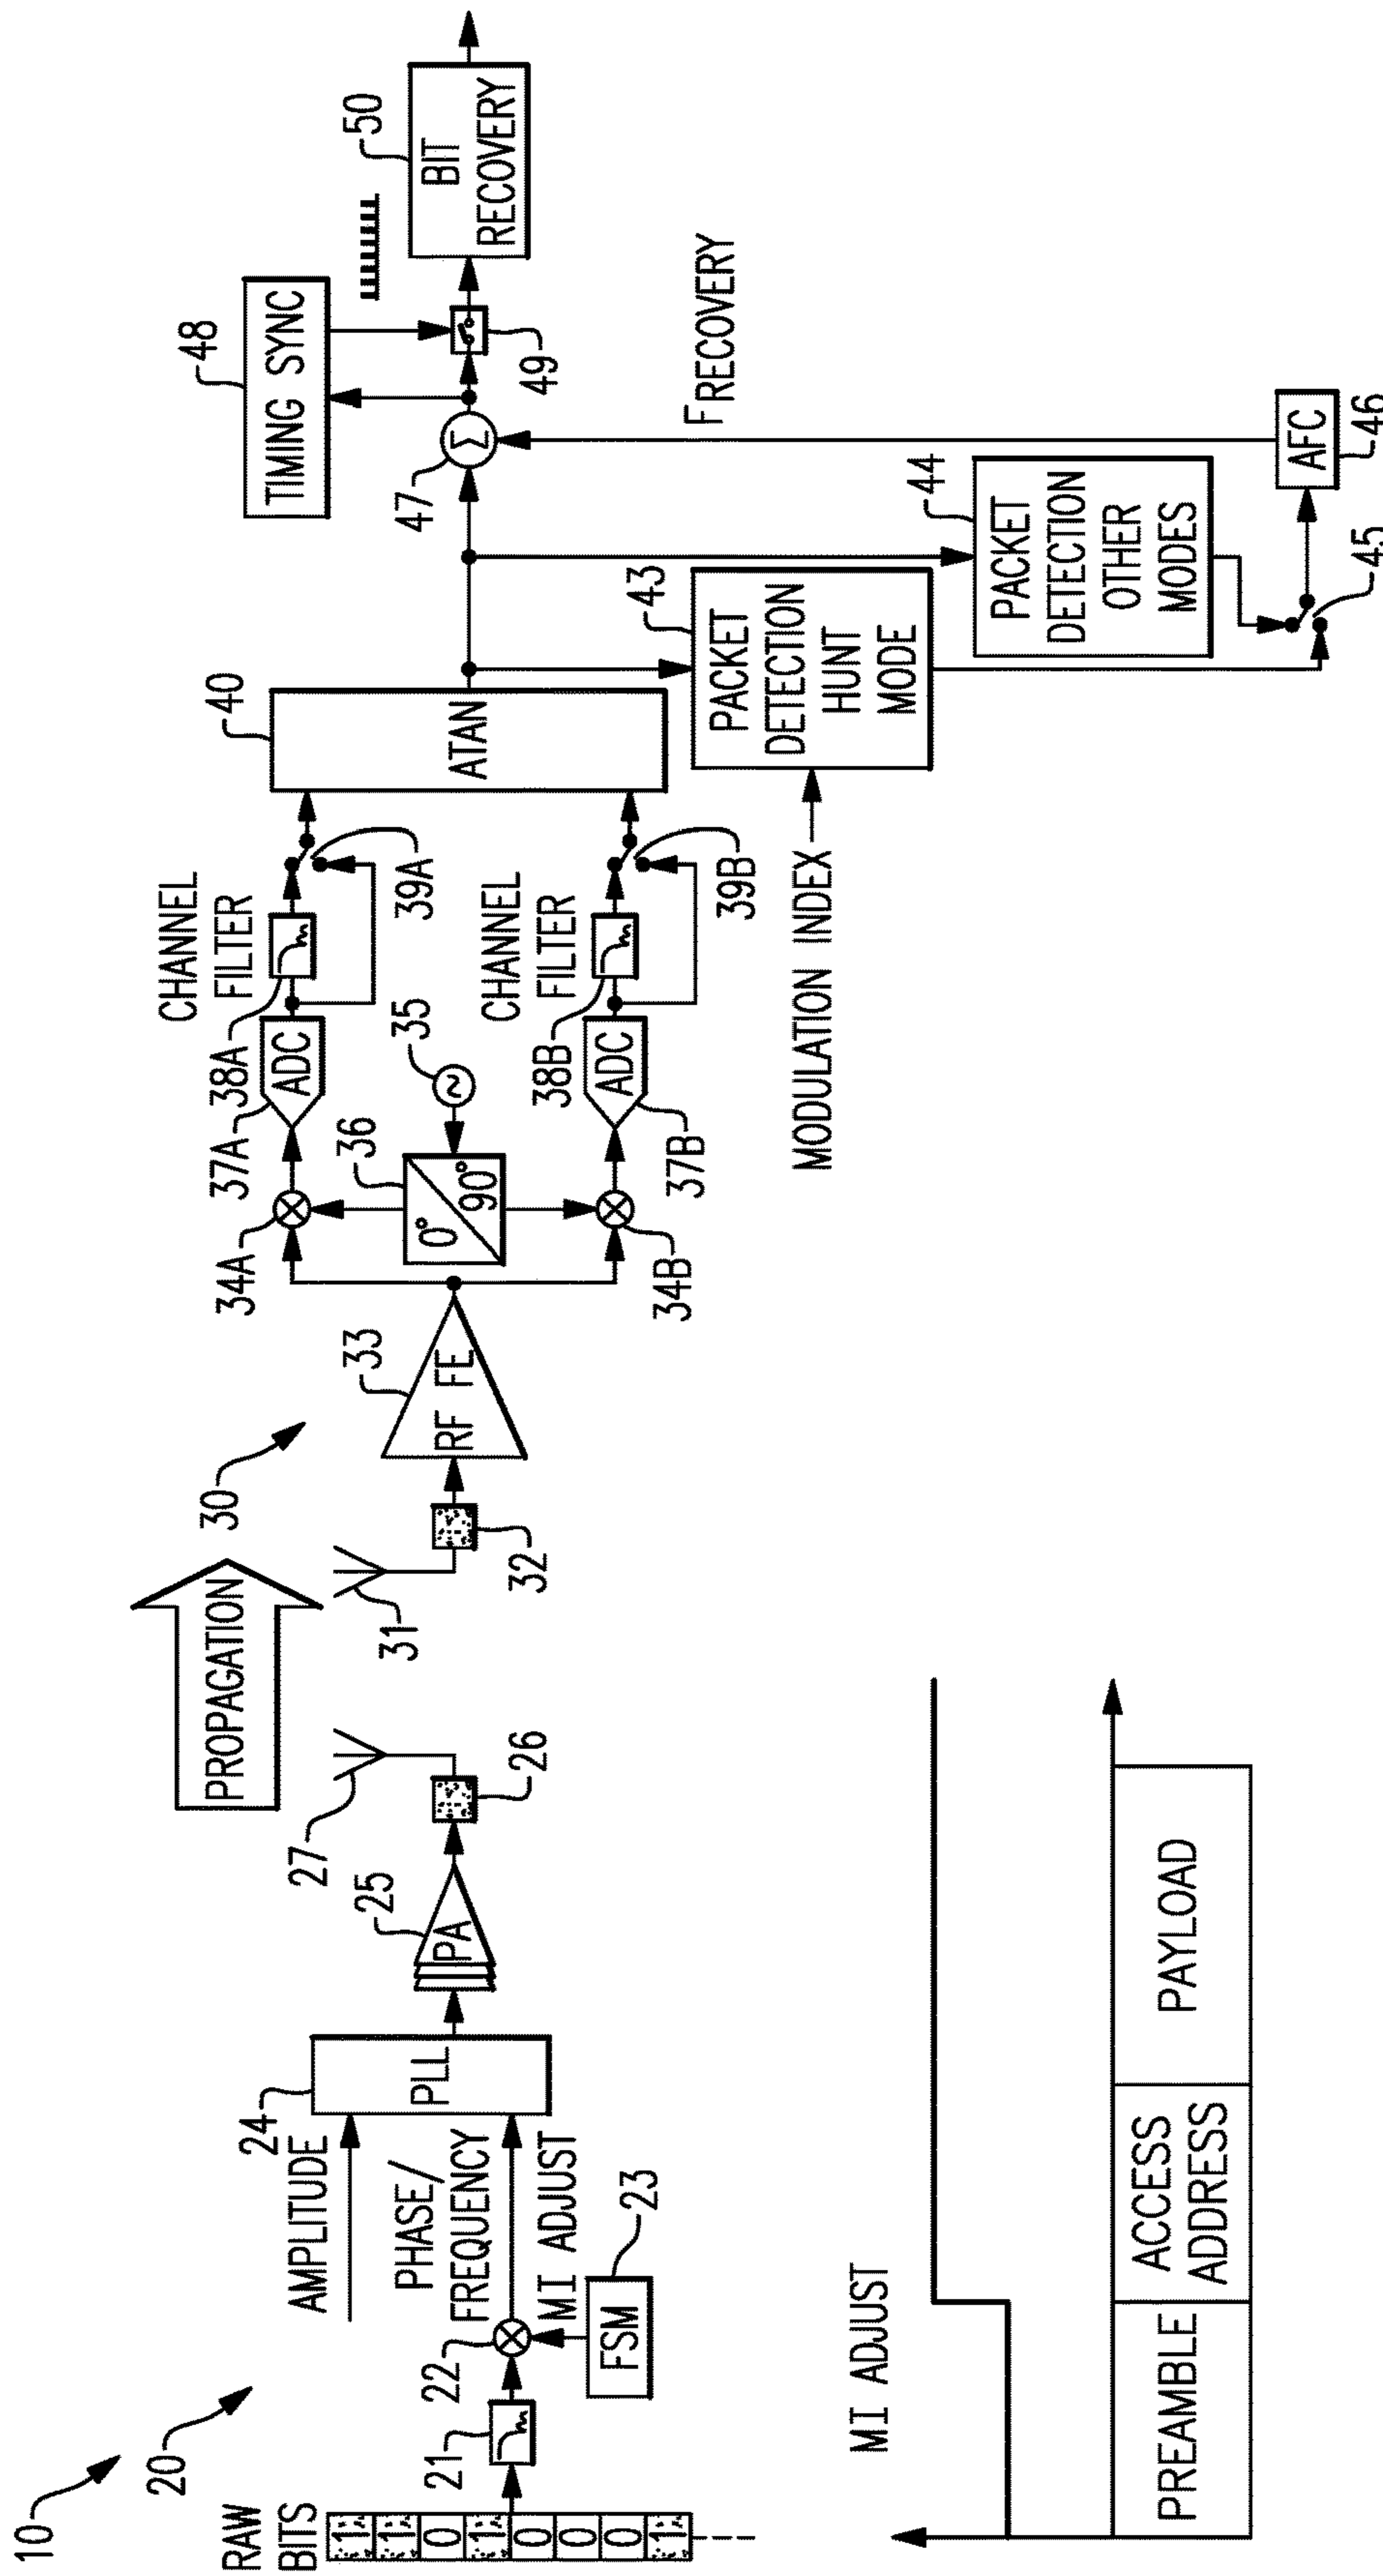 10
20
RAW
BITS
1
1
0
1
0
0
0
1
21
22
FSM
23
MI ADJUST
AMPLITUDE
PHASE/
FREQUENCY
24
PLL
25
PA
26
27
PROPAGATION
30
31
32
33
RF FE
34A
34B
35
36
0°
90°
37A
ADC
37B
ADC
38A
CHANNEL
FILTER
38B
CHANNEL
FILTER
39A
39B
40
ATAN
MODULATION INDEX
43
PACKET
DETECTION
HUNT
MODE
44
PACKET
DETECTION
OTHER
MODES
45
AFC
46
FRECOVERY
47
Σ
48
TIMING SYNC
49
50
BIT
RECOVERY
MI ADJUST
PREAMBLE
ACCESS
ADDRESS
PAYLOAD